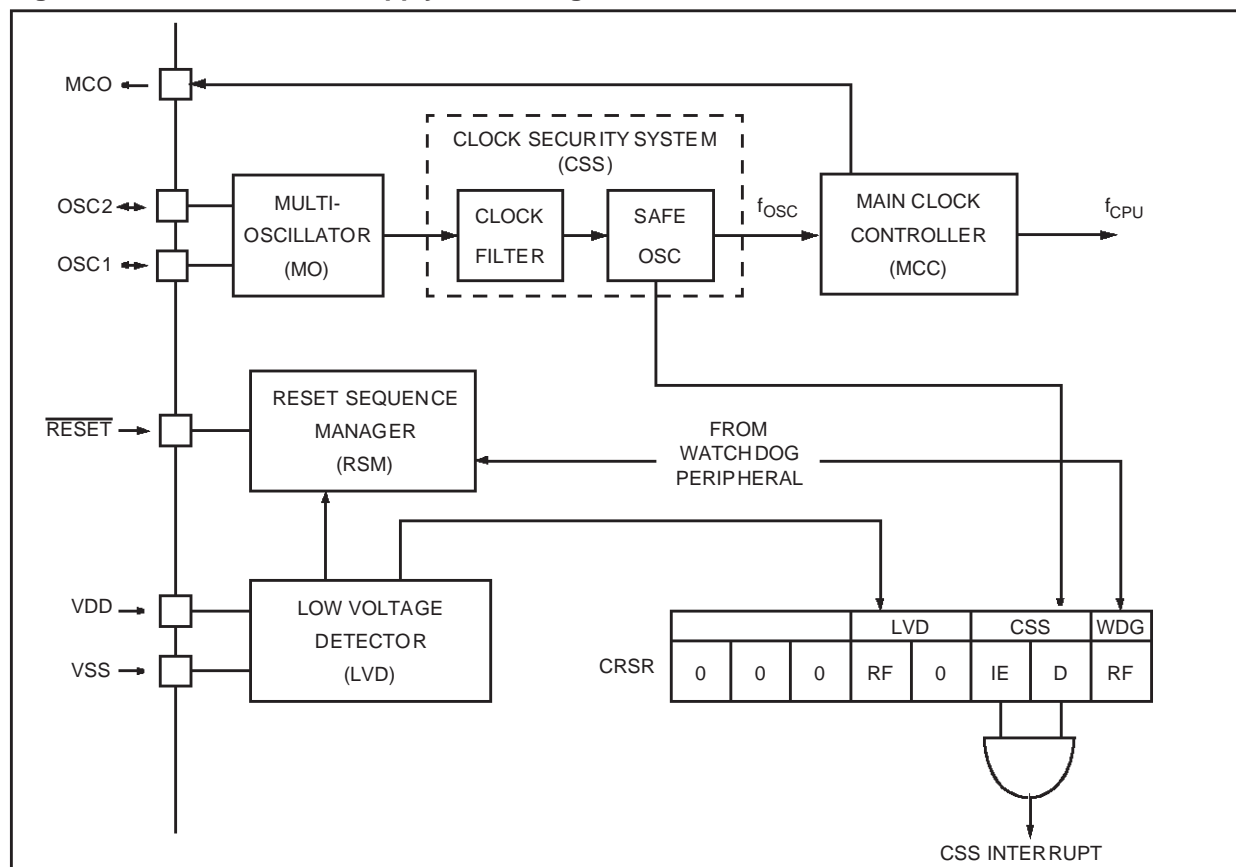 MCO
CLOCK SECURITY SYSTEM
(CSS)
OSC2
OSC1
MULTI-
OSCILLATOR
(MO)
CLOCK
FILTER
SAFE
OSC
fOSC
MAIN CLOCK
CONTROLLER
(MCC)
fCPU
RESET
RESET SEQUENCE
MANAGER
(RSM)
FROM
WATCHDOG
PERIPHERAL
VDD
VSS
LOW VOLTAGE
DETECTOR
(LVD)
LVD CSS WDG
CRSR 0 0 0 RF 0 IE D RF
CSS INTERRUPT